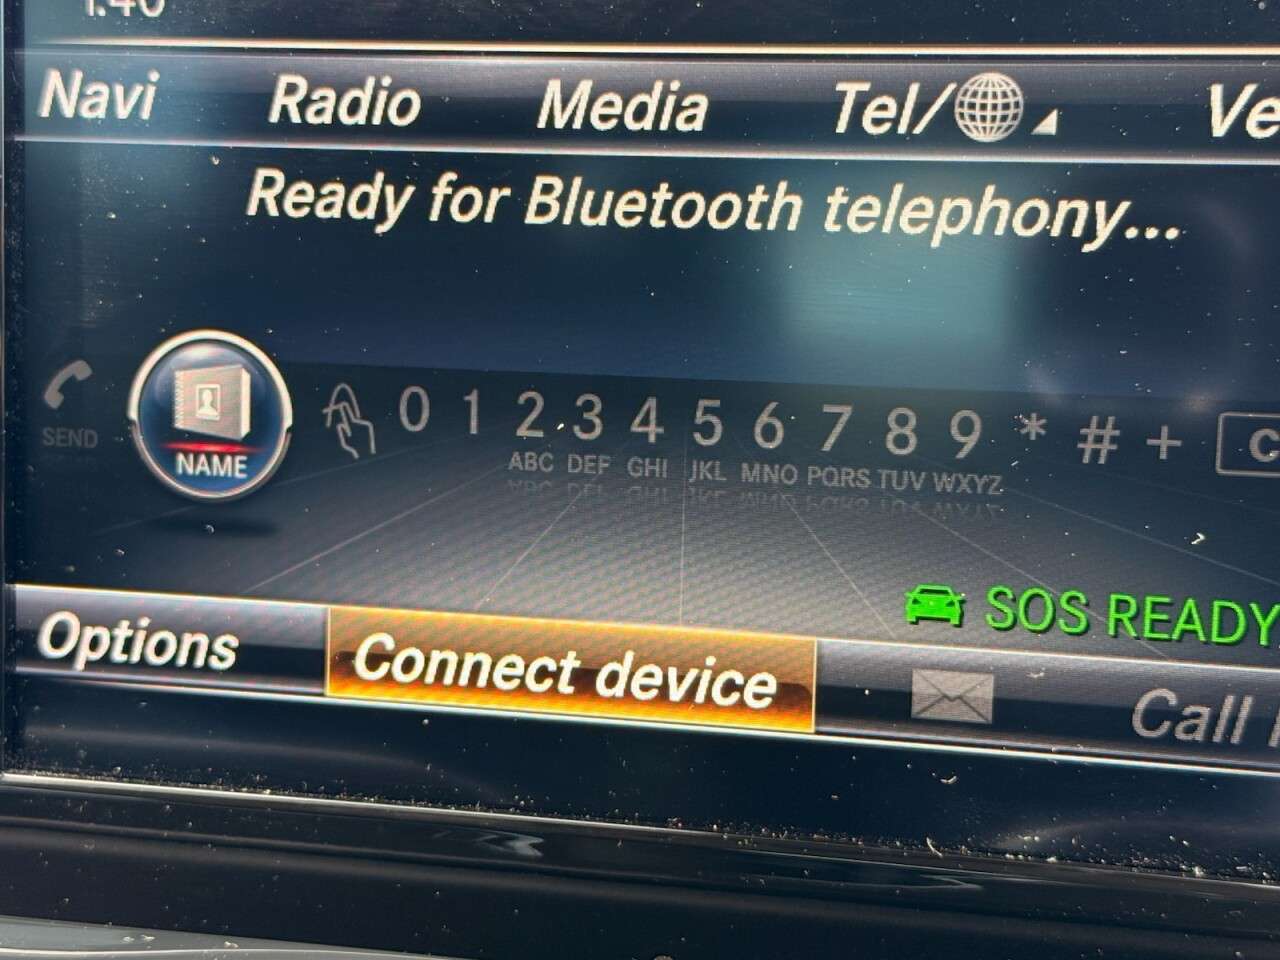 Navi Radio Media Tel/
Ready for Bluetooth telephony...
SEND NAME 0 1 2 3 4 5 6 7 8 9 * # +
ABC DEF GHI JKL MNO PQRS TUV WXYZ
SOS READY
Options Connect device Call